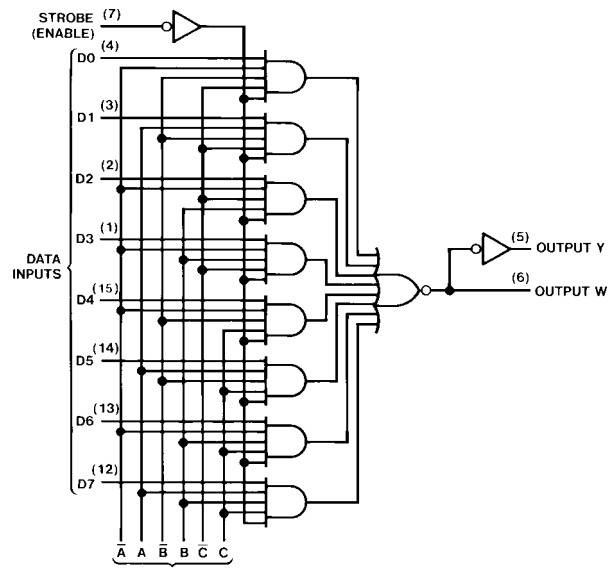 STROBE (7)
(ENABLE)
(4)
D0
(3)
D1
(2)
D2
(1)
D3
DATA
INPUTS
(15)
D4
(14)
D5
(13)
D6
(12)
D7
(5)
OUTPUT Y
(6)
OUTPUT W
A̅ A B̅ B C̅ C